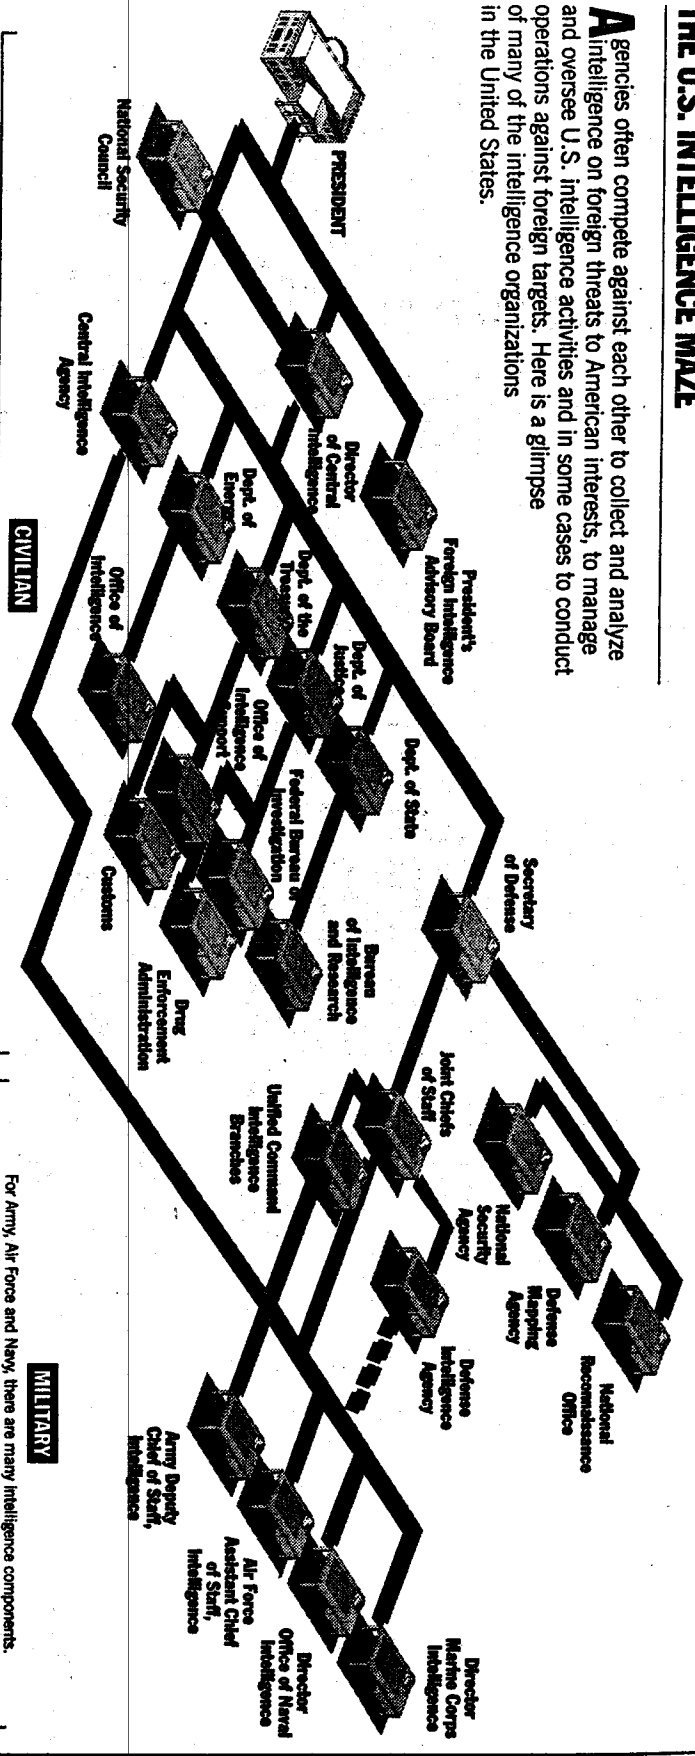 THE U.S. INTELLIGENCE MAZE
Agencies often compete against each other to collect and analyze
intelligence on foreign threats to American interests, to manage
and oversee U.S. intelligence activities and in some cases to conduct
operations against foreign targets. Here is a glimpse
of many of the intelligence organizations
in the United States.
PRESIDENT
National Security
Council
President's
Foreign Intelligence
Advisory Board
Director
of Central
Intelligence
Central Intelligence
Agency
Dept. of
Energy
Office of
Intelligence
Dept. of the
Treasury
Office of
Intelligence
Support
Customs
Dept. of
Justice
Federal Bureau of
Investigation
Drug
Enforcement
Administration
Dept. of State
Bureau
of Intelligence
and Research
Secretary
of Defense
Joint Chiefs
of Staff
Unified Command
Intelligence
Branches
National
Security
Agency
Defense
Mapping
Agency
National
Reconnaissance
Office
Defense
Intelligence
Agency
Army Deputy
Chief of Staff,
Intelligence
Air Force
Assistant Chief
of Staff,
Intelligence
Director
Office of Naval
Intelligence
Director
Marine Corps
Intelligence
CIVILIAN
MILITARY
For Army, Air Force and Navy, there are many intelligence components.